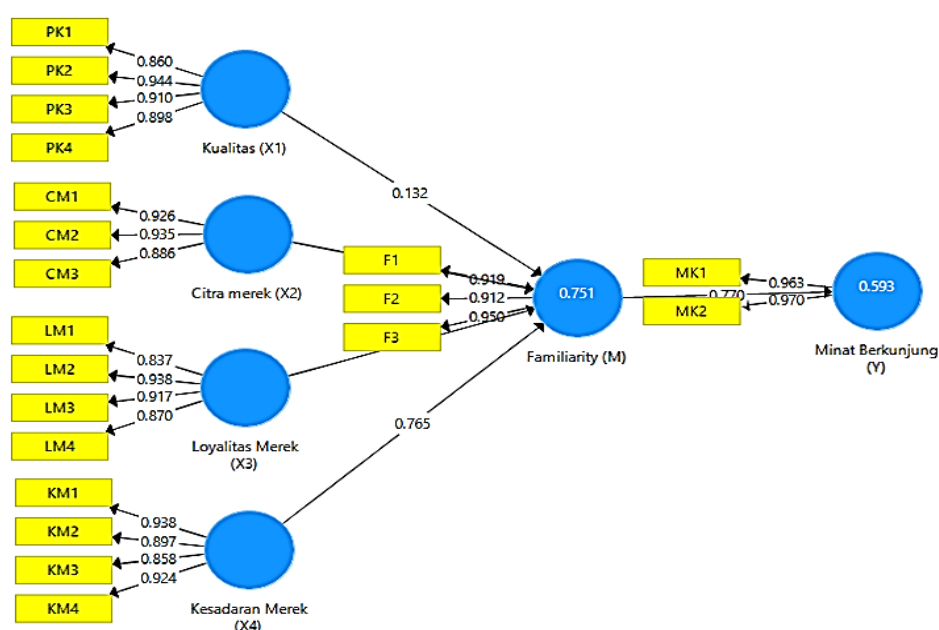 PK1
0.860
PK2
0.944
PK3
0.910
PK4
0.898
Kualitas (X1)
0.132
CM1
0.926
CM2
0.935
CM3
0.886
Citra merek (X2)
F1
0.919
F2
0.912
F3
0.950
0.751
Familiarity (M)
MK1
0.963
0.770
MK2
0.970
0.593
Minat Berkunjung
(Y)
LM1
0.837
LM2
0.938
LM3
0.917
LM4
0.870
Loyalitas Merek
(X3)
0.765
KM1
0.938
KM2
0.897
KM3
0.858
KM4
0.924
Kesadaran Merek
(X4)